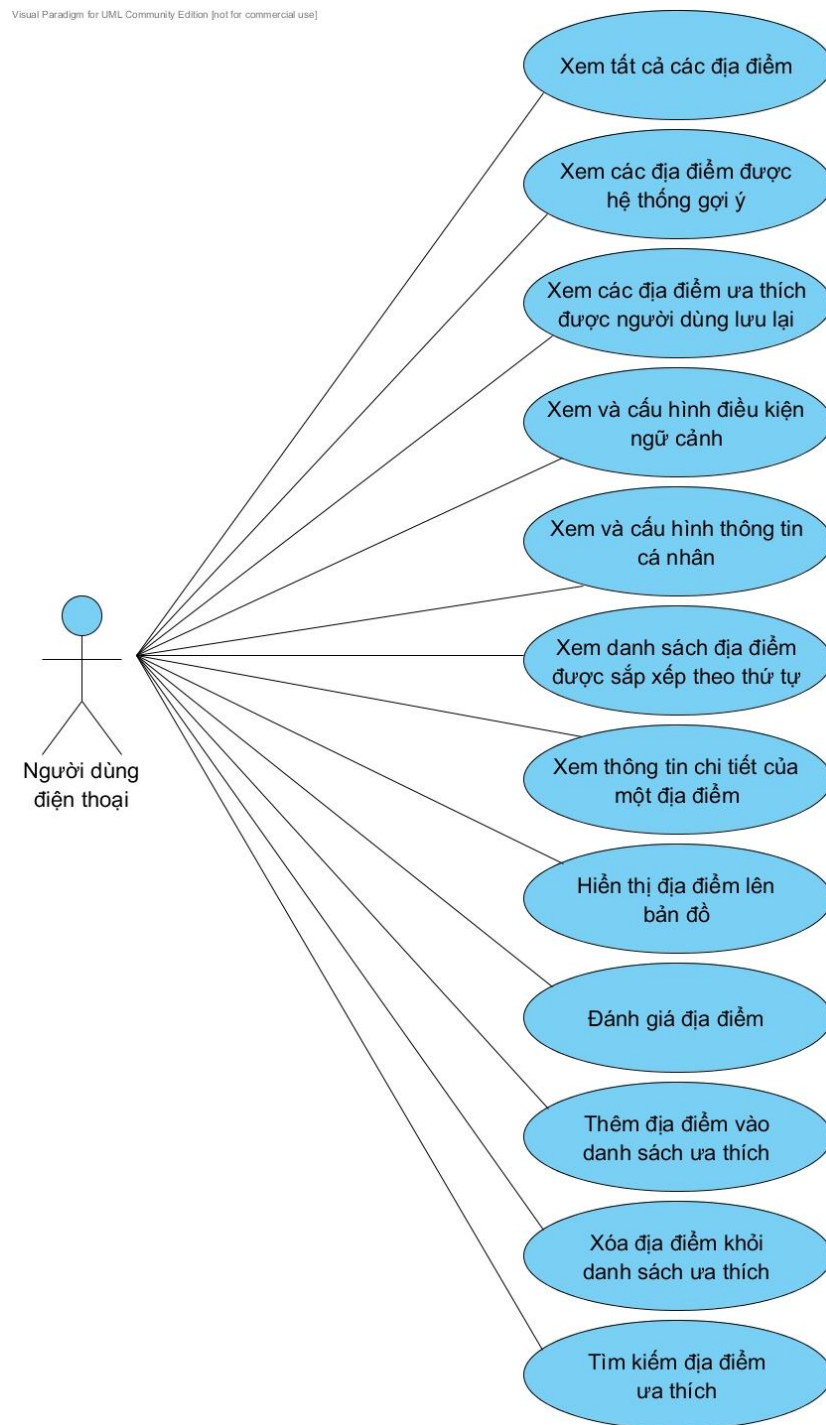 Visual Paradigm for UML Community Edition [not for commercial use]
Xem tất cả các địa điểm
Xem các địa điểm được
hệ thống gợi ý
Xem các địa điểm ưa thích
được người dùng lưu lại
Xem và cấu hình điều kiện
ngữ cảnh
Xem và cấu hình thông tin
cá nhân
Xem danh sách địa điểm
được sắp xếp theo thứ tự
Xem thông tin chi tiết của
một địa điểm
Người dùng
điện thoại
Hiển thị địa điểm lên
bản đồ
Đánh giá địa điểm
Thêm địa điểm vào
danh sách ưa thích
Xóa địa điểm khỏi
danh sách ưa thích
Tìm kiếm địa điểm
ưa thích